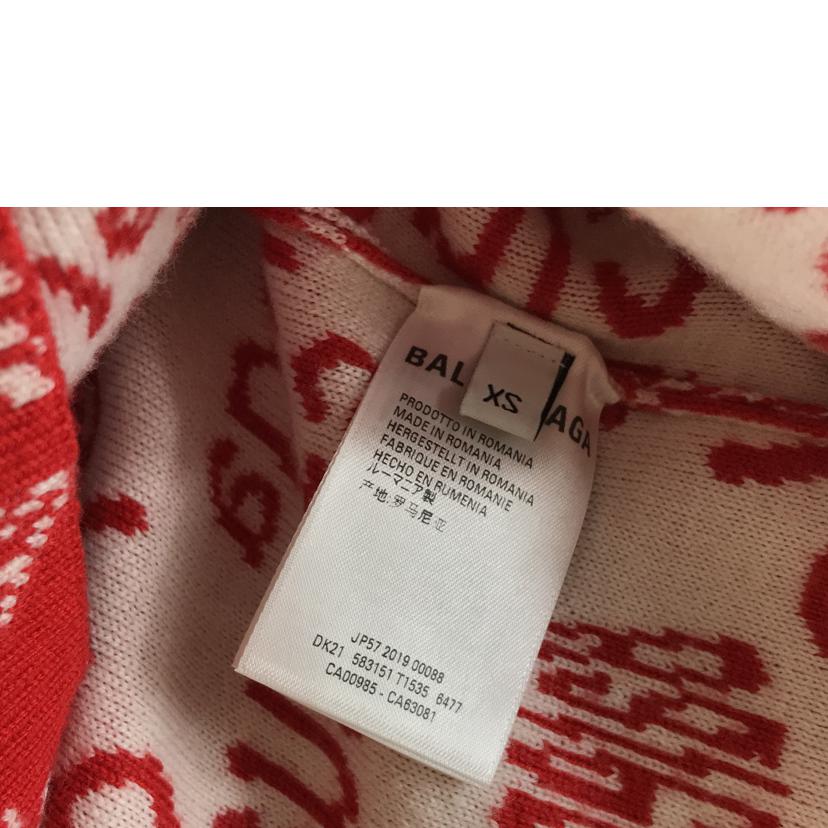 BAL AGA
XS
PRODOTTO IN ROMANIA
MADE IN ROMANIA
HERGESTELLT IN ROMANIA
FABRIQUE EN ROMANIE
HECHO EN RUMENIA
ルーマニア製
产地:罗马尼亚
JP57 2019 00088
DK21 583151 T1535 6477
CA00985 - CA63081